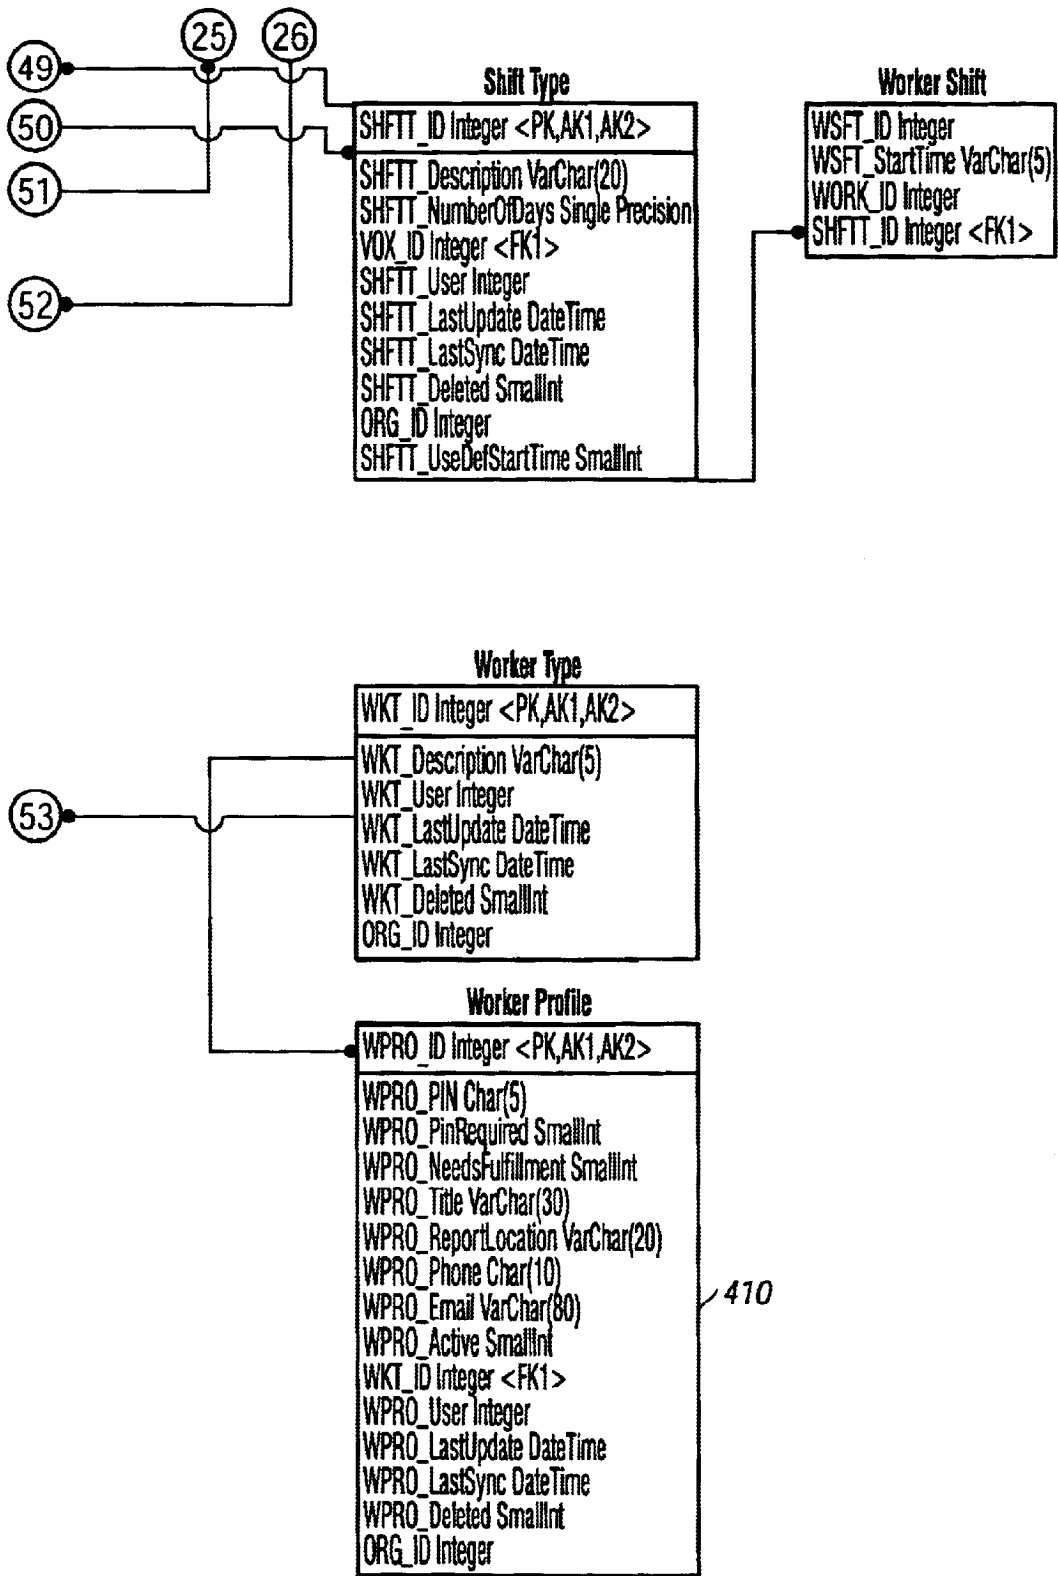 25
26
49
50
51
52
Shift Type
SHFTT_ID Integer <PK,AK1,AK2>
SHFTT_Description VarChar(20)
SHFTT_NumberOfDays Single Precision
VOX_ID Integer <FK1>
SHFTT_User Integer
SHFTT_LastUpdate DateTime
SHFTT_LastSync DateTime
SHFTT_Deleted SmallInt
ORG_ID Integer
SHFTT_UseDefStartTime SmallInt
Worker Shift
WSFT_ID Integer
WSFT_StartTime VarChar(5)
WORK_ID Integer
SHFTT_ID Integer <FK1>
53
Worker Type
WKT_ID Integer <PK,AK1,AK2>
WKT_Description VarChar(5)
WKT_User Integer
WKT_LastUpdate DateTime
WKT_LastSync DateTime
WKT_Deleted SmallInt
ORG_ID Integer
Worker Profile
WPRO_ID Integer <PK,AK1,AK2>
WPRO_PIN Char(5)
WPRO_PinRequired SmallInt
WPRO_NeedsFulfillment SmallInt
WPRO_Title VarChar(30)
WPRO_ReportLocation VarChar(20)
WPRO_Phone Char(10)
WPRO_Email VarChar(80)
WPRO_Active SmallInt
WKT_ID Integer <FK1>
WPRO_User Integer
WPRO_LastUpdate DateTime
WPRO_LastSync DateTime
WPRO_Deleted SmallInt
ORG_ID Integer
410